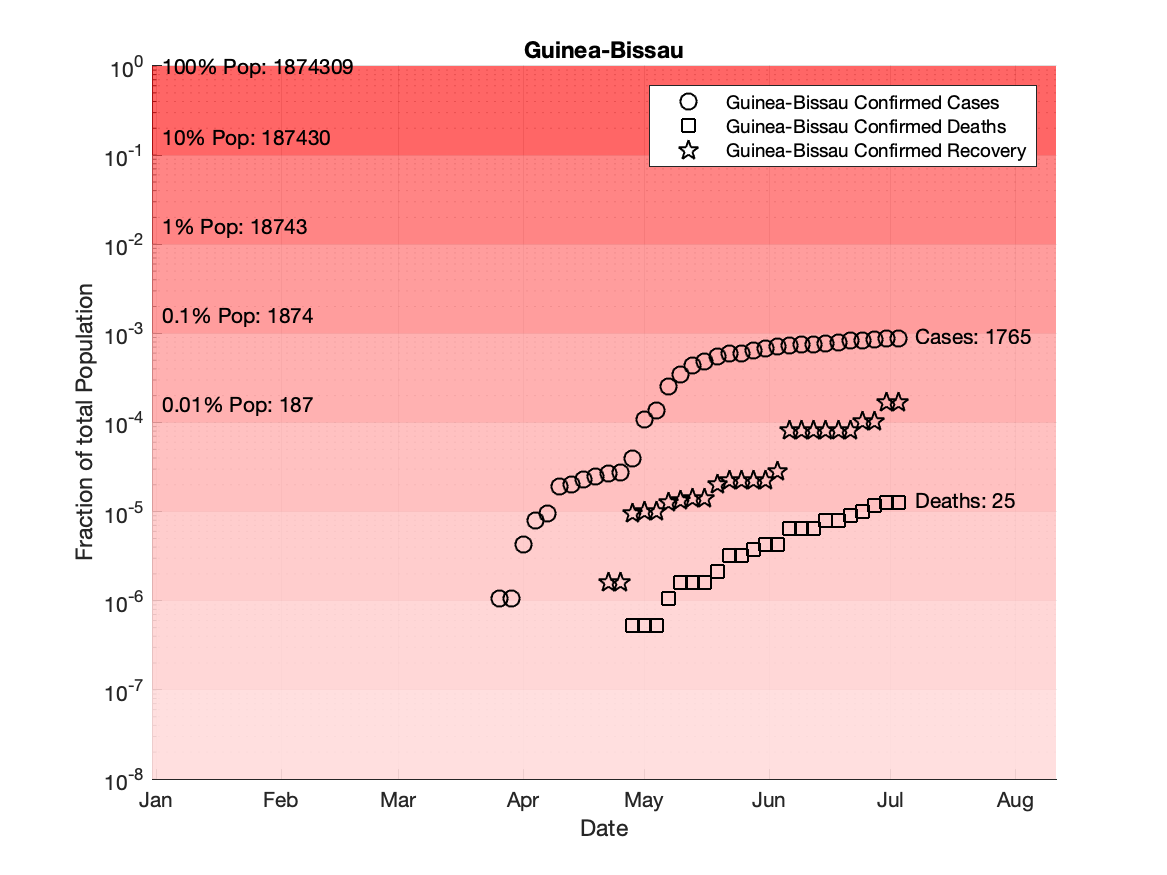 Guinea-Bissau
10^0
100% Pop: 1874309
Guinea-Bissau Confirmed Cases
Guinea-Bissau Confirmed Deaths
Guinea-Bissau Confirmed Recovery
10% Pop: 187430
10^-1
1% Pop: 18743
10^-2
0.1% Pop: 1874
10^-3
Cases: 1765
0.01% Pop: 187
10^-4
Deaths: 25
10^-5
10^-6
10^-7
10^-8
Fraction of total Population
Jan Feb Mar Apr May Jun Jul Aug
Date